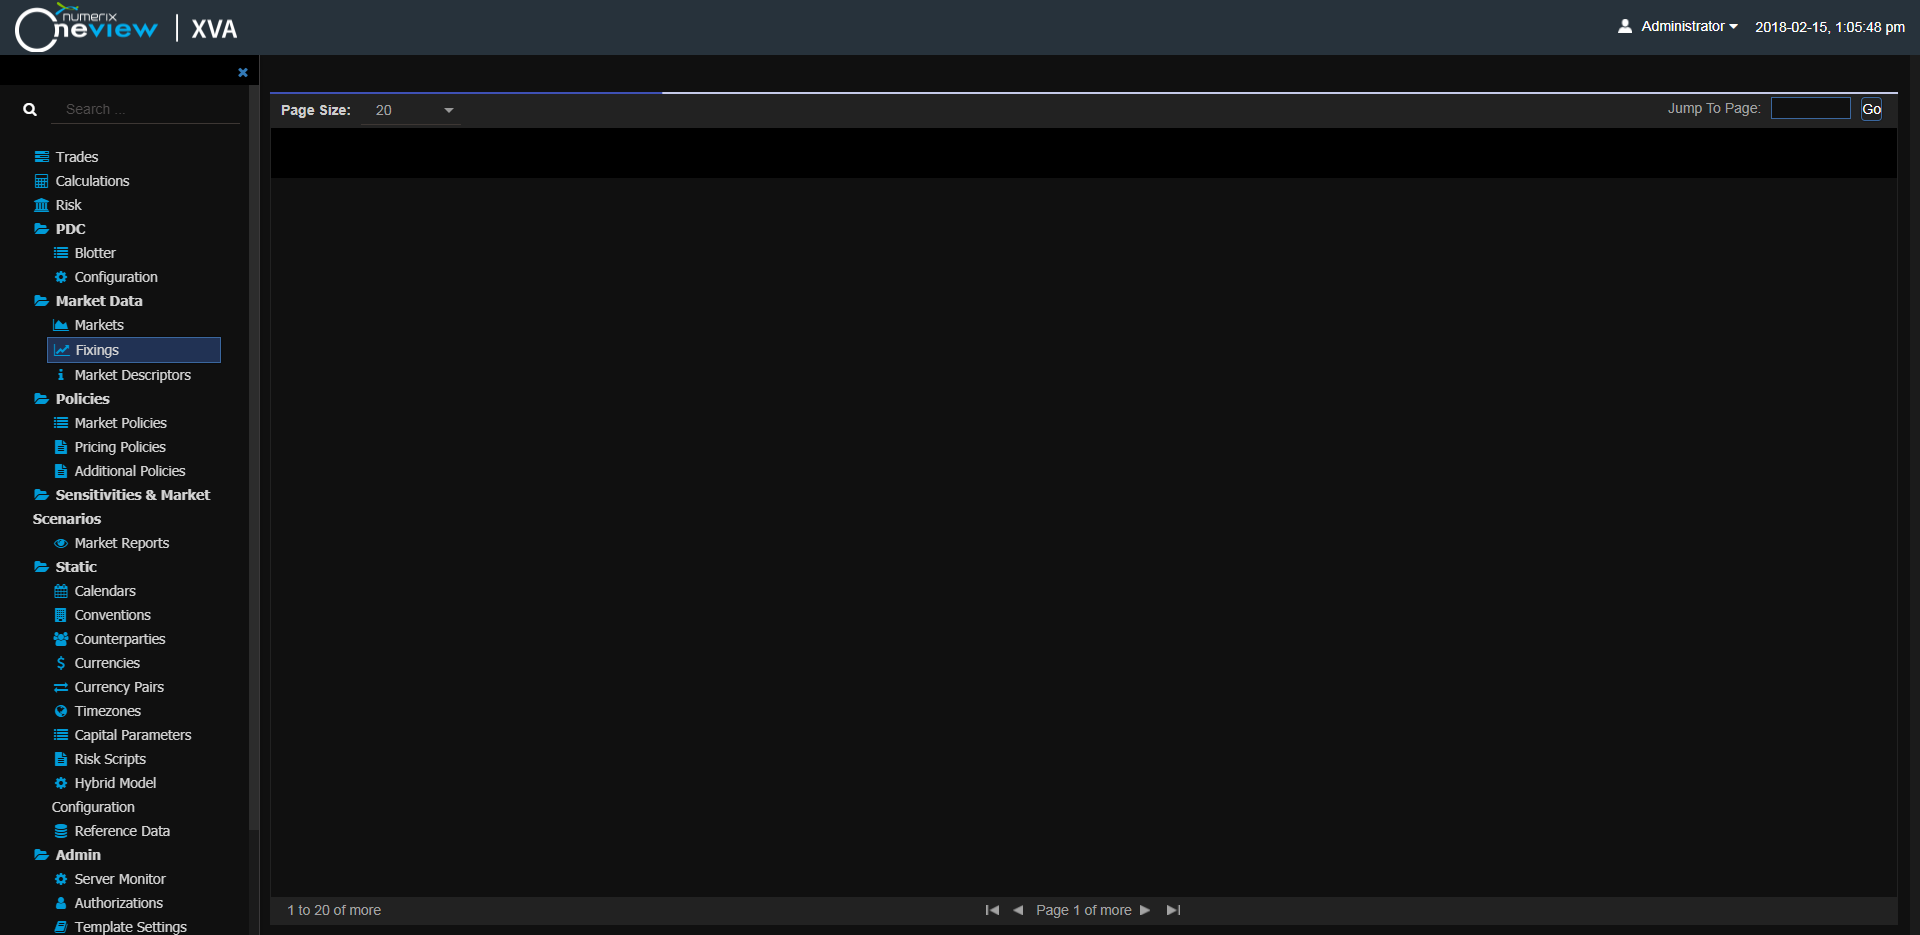 numerix
Oneview | XVA
Administrator
2018-02-15, 1:05:48 pm
Search ...
Trades
Calculations
Risk
PDC
Blotter
Configuration
Market Data
Markets
Fixings
Market Descriptors
Policies
Market Policies
Pricing Policies
Additional Policies
Sensitivities & Market
Scenarios
Market Reports
Static
Calendars
Conventions
Counterparties
Currencies
Currency Pairs
Timezones
Capital Parameters
Risk Scripts
Hybrid Model
Configuration
Reference Data
Admin
Server Monitor
Authorizations
Template Settings
Page Size: 20
Jump To Page: Go
1 to 20 of more
Page 1 of more